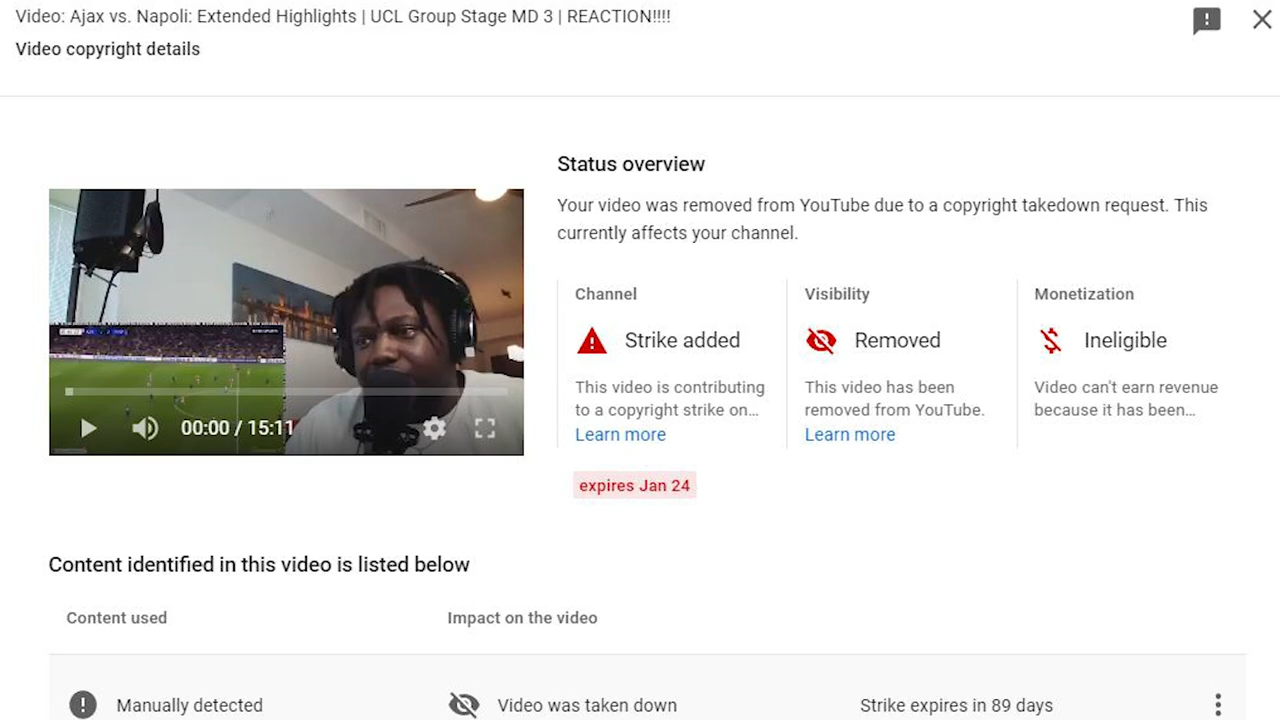 Video: Ajax vs. Napoli: Extended Highlights | UCL Group Stage MD 3 | REACTION!!!!
Video copyright details
Status overview
Your video was removed from YouTube due to a copyright takedown request. This
currently affects your channel.
Channel
Strike added
This video is contributing
to a copyright strike on...
Learn more
expires Jan 24
Visibility
Removed
This video has been
removed from YouTube.
Learn more
Monetization
Ineligible
Video can't earn revenue
because it has been...
00:00 / 15:11
Content identified in this video is listed below
Content used
Impact on the video
Manually detected
Video was taken down
Strike expires in 89 days